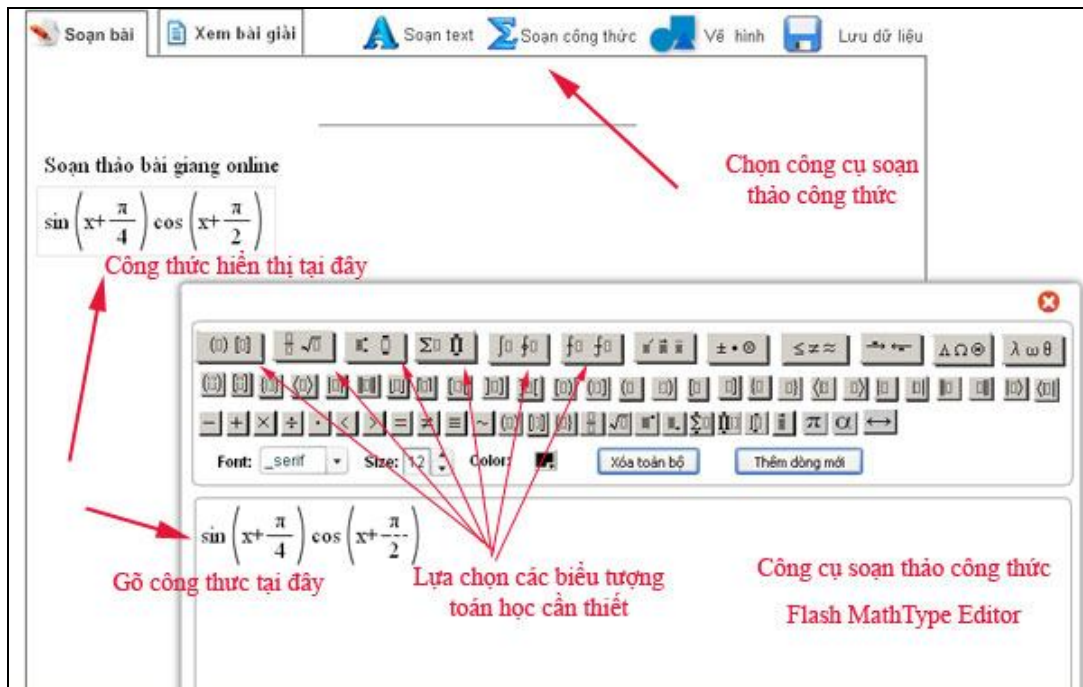 Soạn bài
Xem bài giải
Soạn text
Soạn công thức
Vẽ hình
Lưu dữ liệu
Chọn công cụ soạn
thảo công thức
Soạn thảo bài giang online
sin (x+ π/4) cos (x+ π/2)
Công thức hiển thị tại đây
Font: _serif Size: 12 Color: Xóa toàn bộ Thêm dòng mới
sin (x+ π/4) cos (x+ π/2)
Gõ công thưc tại đây
Lựa chọn các biểu tượng
toán học cần thiết
Công cụ soạn thảo công thức
Flash MathType Editor